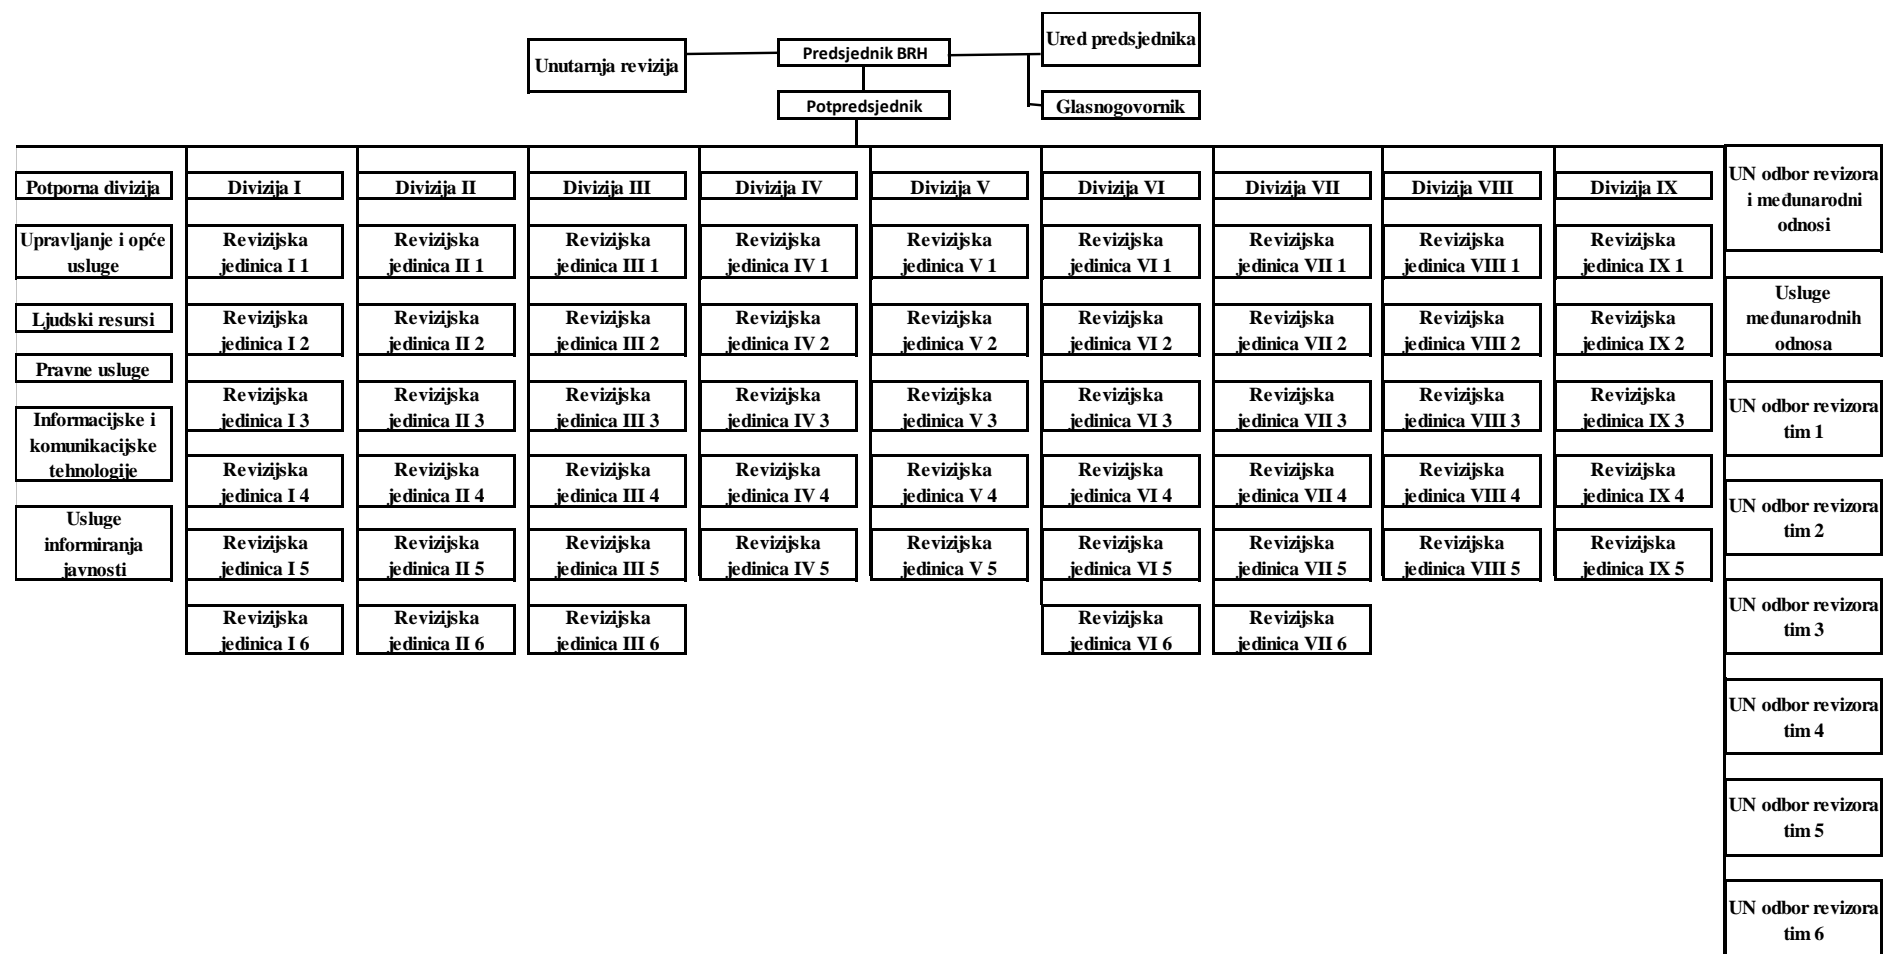 Ured predsjednika
Predsjednik BRH
Unutarnja revizija
Potpredsjednik
Glasnogovornik
Potporna divizija
Upravljanje i opće
usluge
Ljudski resursi
Pravne usluge
Informacijske i
komunikacijske
tehnologije
Usluge
informiranja
javnosti
Divizija I
Revizijska
jedinica I 1
Revizijska
jedinica I 2
Revizijska
jedinica I 3
Revizijska
jedinica I 4
Revizijska
jedinica I 5
Revizijska
jedinica I 6
Divizija II
Revizijska
jedinica II 1
Revizijska
jedinica II 2
Revizijska
jedinica II 3
Revizijska
jedinica II 4
Revizijska
jedinica II 5
Revizijska
jedinica II 6
Divizija III
Revizijska
jedinica III 1
Revizijska
jedinica III 2
Revizijska
jedinica III 3
Revizijska
jedinica III 4
Revizijska
jedinica III 5
Revizijska
jedinica III 6
Divizija IV
Revizijska
jedinica IV 1
Revizijska
jedinica IV 2
Revizijska
jedinica IV 3
Revizijska
jedinica IV 4
Revizijska
jedinica IV 5
Divizija V
Revizijska
jedinica V 1
Revizijska
jedinica V 2
Revizijska
jedinica V 3
Revizijska
jedinica V 4
Revizijska
jedinica V 5
Divizija VI
Revizijska
jedinica VI 1
Revizijska
jedinica VI 2
Revizijska
jedinica VI 3
Revizijska
jedinica VI 4
Revizijska
jedinica VI 5
Revizijska
jedinica VI 6
Divizija VII
Revizijska
jedinica VII 1
Revizijska
jedinica VII 2
Revizijska
jedinica VII 3
Revizijska
jedinica VII 4
Revizijska
jedinica VII 5
Revizijska
jedinica VII 6
Divizija VIII
Revizijska
jedinica VIII 1
Revizijska
jedinica VIII 2
Revizijska
jedinica VIII 3
Revizijska
jedinica VIII 4
Revizijska
jedinica VIII 5
Divizija IX
Revizijska
jedinica IX 1
Revizijska
jedinica IX 2
Revizijska
jedinica IX 3
Revizijska
jedinica IX 4
Revizijska
jedinica IX 5
UN odbor revizora
i međunarodni
odnosi
Usluge
međunarodnih
odnosa
UN odbor revizora
tim 1
UN odbor revizora
tim 2
UN odbor revizora
tim 3
UN odbor revizora
tim 4
UN odbor revizora
tim 5
UN odbor revizora
tim 6